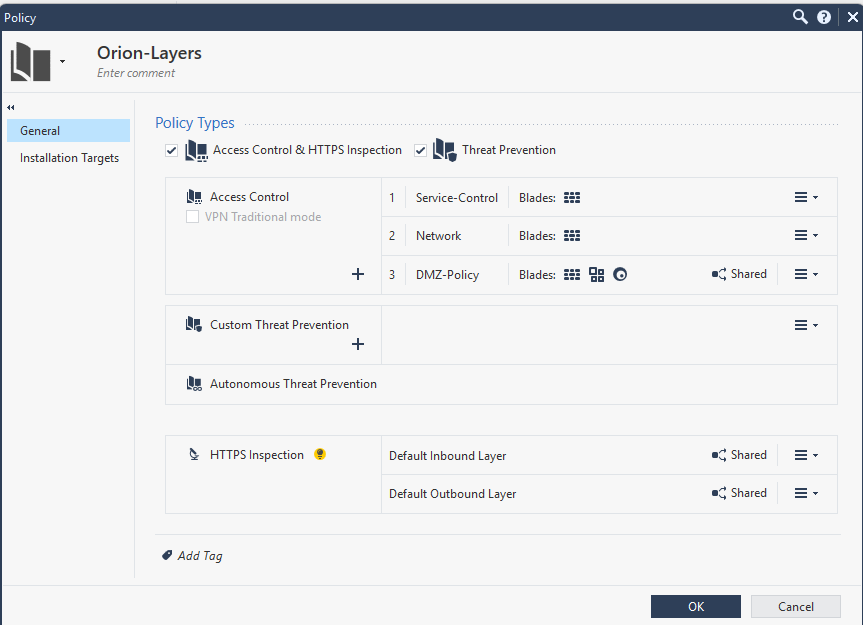 Policy
Orion-Layers
Enter comment
General
Installation Targets
Policy Types
Access Control & HTTPS Inspection
Threat Prevention
Access Control
VPN Traditional mode
1 Service-Control Blades:
2 Network Blades:
3 DMZ-Policy Blades: Shared
Custom Threat Prevention
Autonomous Threat Prevention
HTTPS Inspection
Default Inbound Layer Shared
Default Outbound Layer Shared
Add Tag
OK Cancel